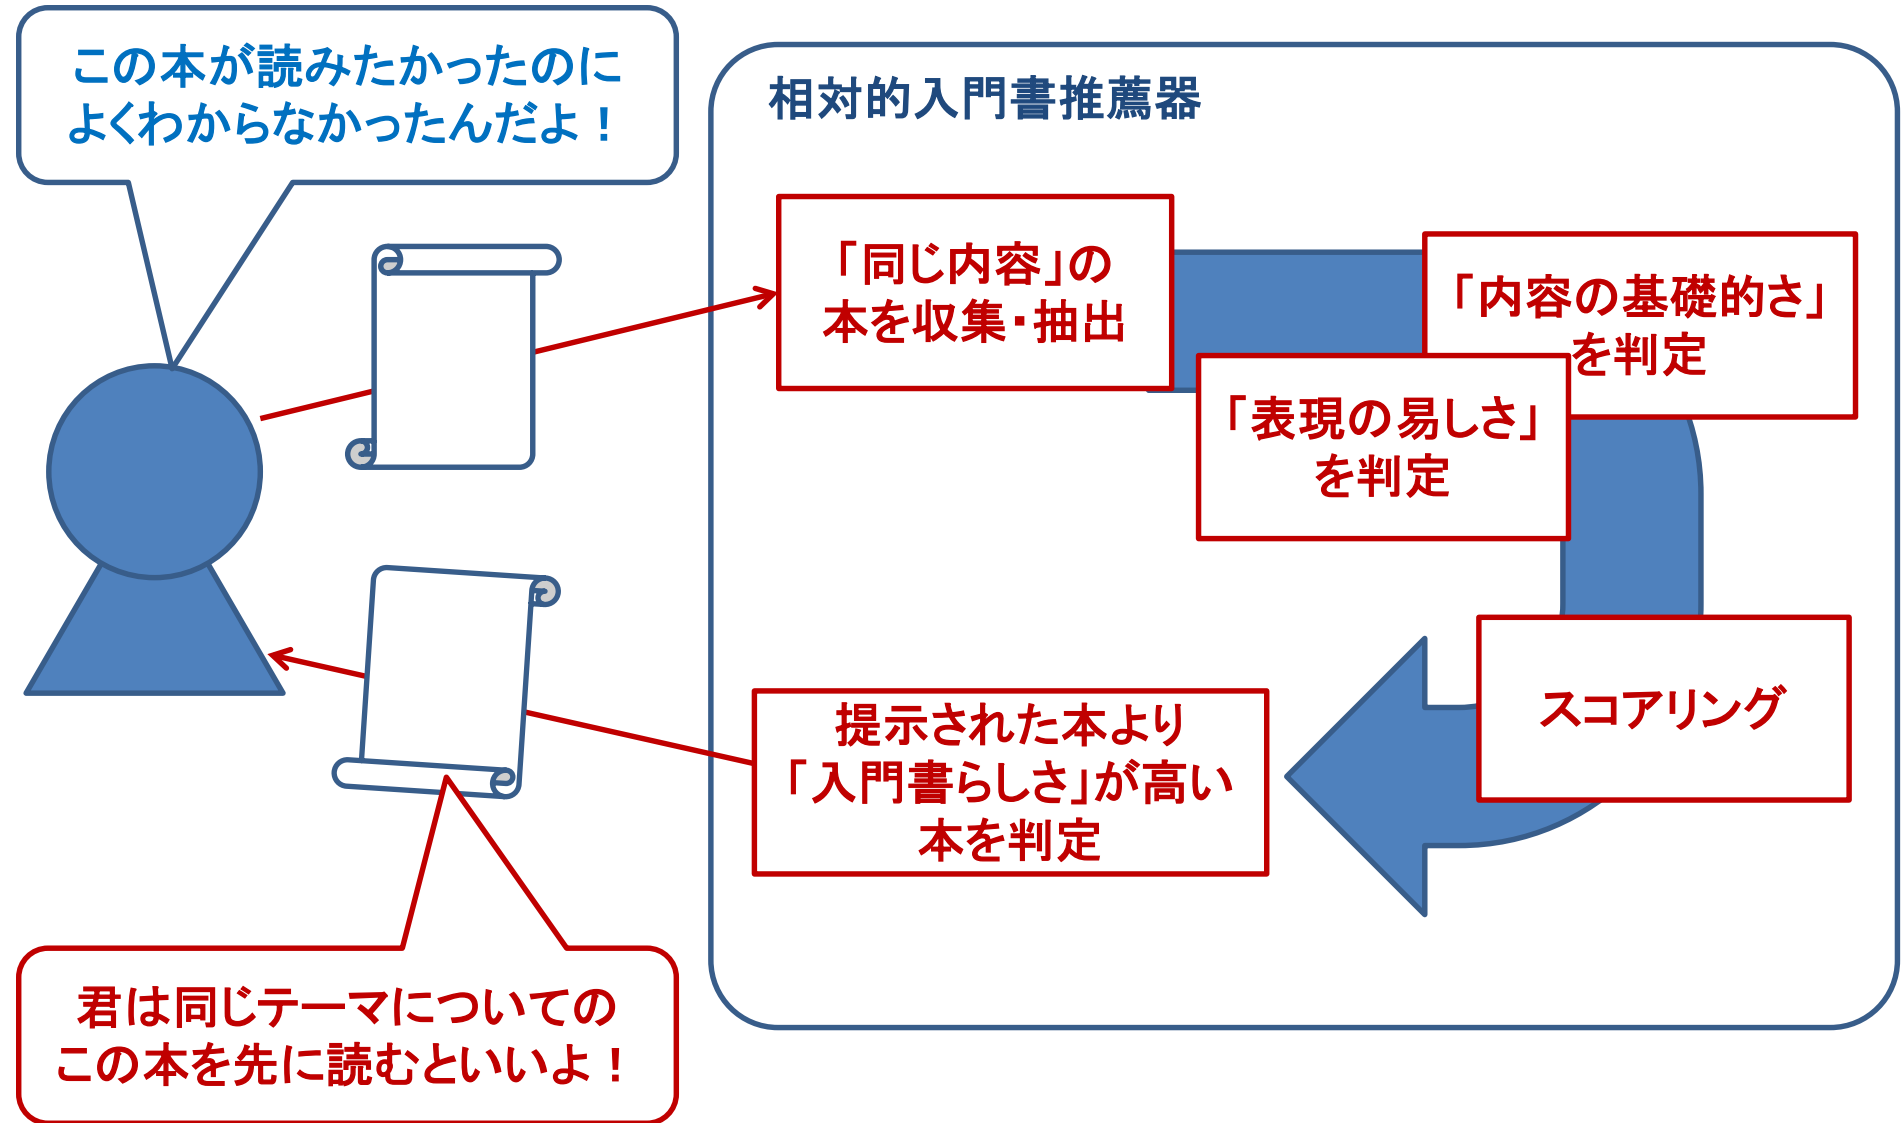 この本が読みたかったのに
よくわからなかったんだよ！
相対的入門書推薦器
「同じ内容」の
本を収集・抽出
「内容の基礎的さ」
を判定
「表現の易しさ」
を判定
スコアリング
提示された本より
「入門書らしさ」が高い
本を判定
君は同じテーマについての
この本を先に読むといいよ！